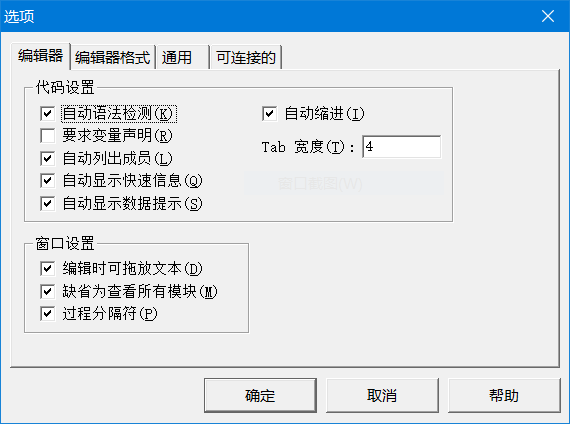 选项
编辑器 编辑器格式 通用 可连接的
代码设置
自动语法检测(K) 自动缩进(I)
要求变量声明(R)
自动列出成员(L) Tab 宽度(T): 4
自动显示快速信息(Q) 窗口截图(W)
自动显示数据提示(S)
窗口设置
编辑时可拖放文本(D)
缺省为查看所有模块(M)
过程分隔符(P)
确定 取消 帮助